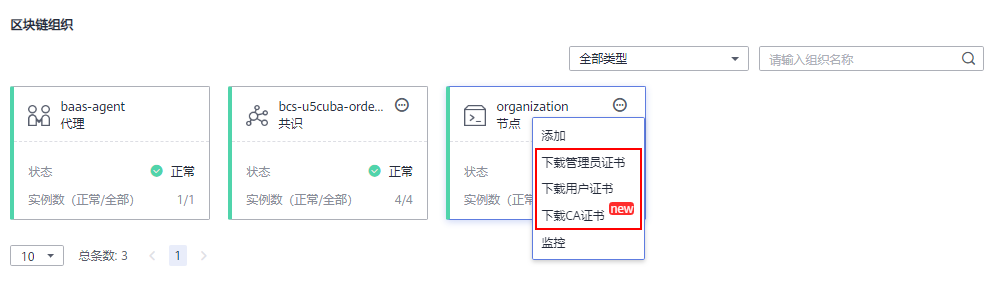 区块链组织
全部类型
请输入组织名称
baas-agent
代理
状态
正常
实例数（正常/全部）
1/1
bcs-u5cuba-orde...
共识
状态
正常
实例数（正常/全部）
4/4
organization
节点
状态
实例数（正常
添加
下载管理员证书
下载用户证书
下载CA证书 new
监控
10
总条数: 3
1